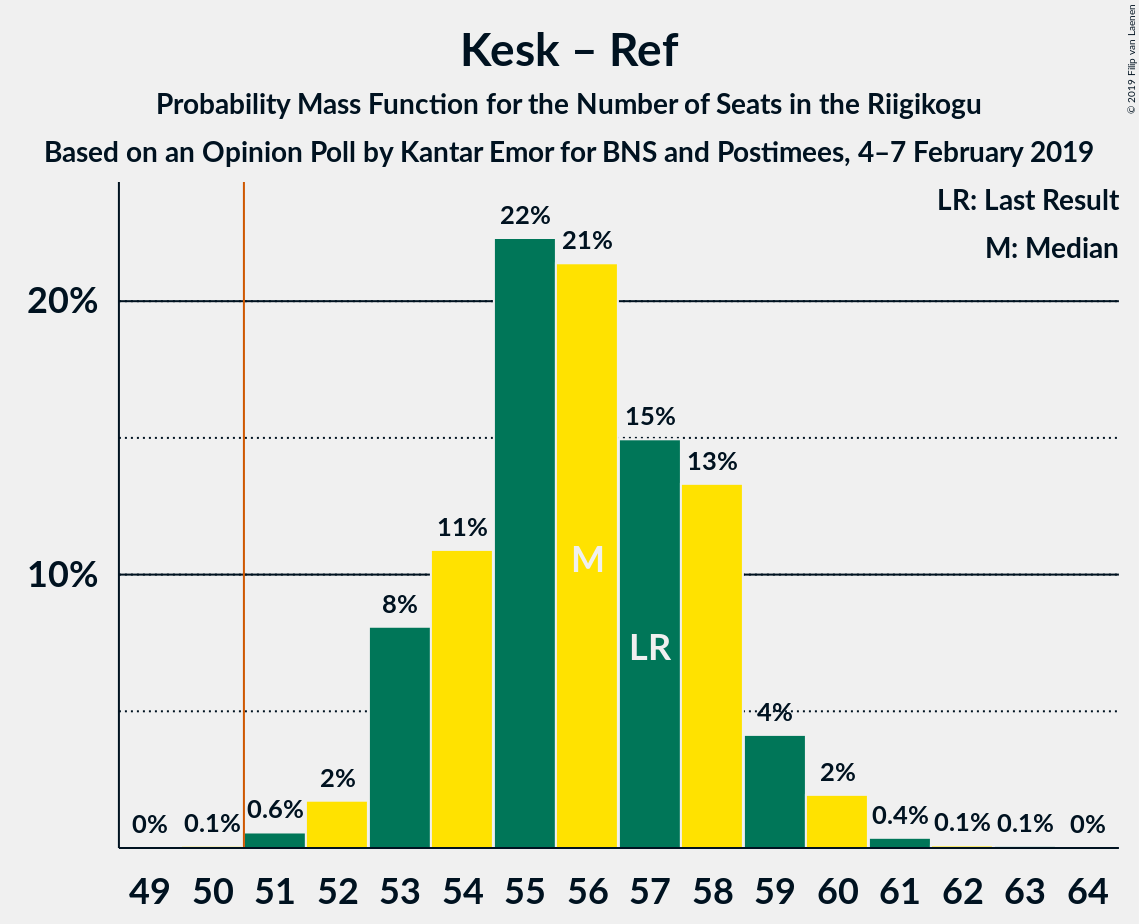 Kesk – Ref
Probability Mass Function for the Number of Seats in the Riigikogu
Based on an Opinion Poll by Kantar Emor for BNS and Postimees, 4–7 February 2019
© 2019 Filip van Laenen
LR: Last Result
M: Median
20%
10%
0%
0.1%
0.6%
2%
8%
11%
22%
21%
15%
13%
4%
2%
0.4%
0.1%
0.1%
0%
M
LR
49 50 51 52 53 54 55 56 57 58 59 60 61 62 63 64